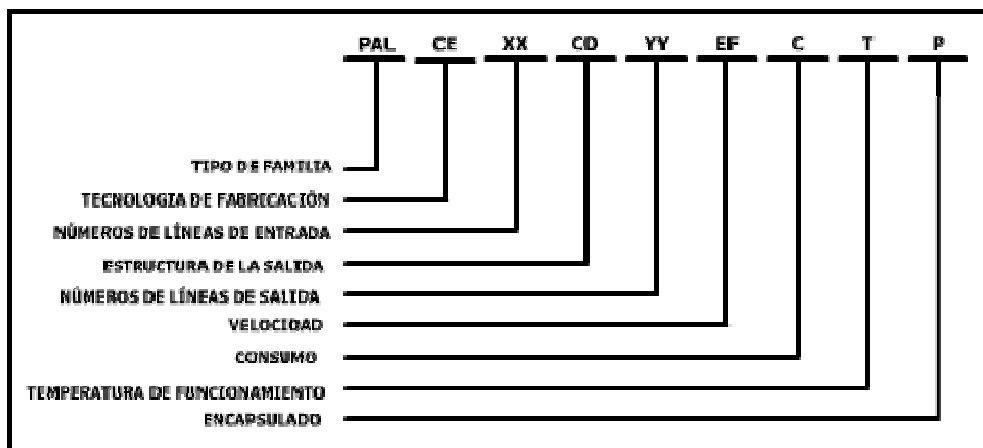 PAL CE XX CD YY EF C T P
TIPO DE FAMILIA
TECNOLOGIA DE FABRICACIÓN
NÚMEROS DE LÍNEAS DE ENTRADA
ESTRUCTURA DE LA SALIDA
NÚMEROS DE LÍNEAS DE SALIDA
VELOCIDAD
CONSUMO
TEMPERATURA DE FUNCIONAMIENTO
ENCAPSULADO